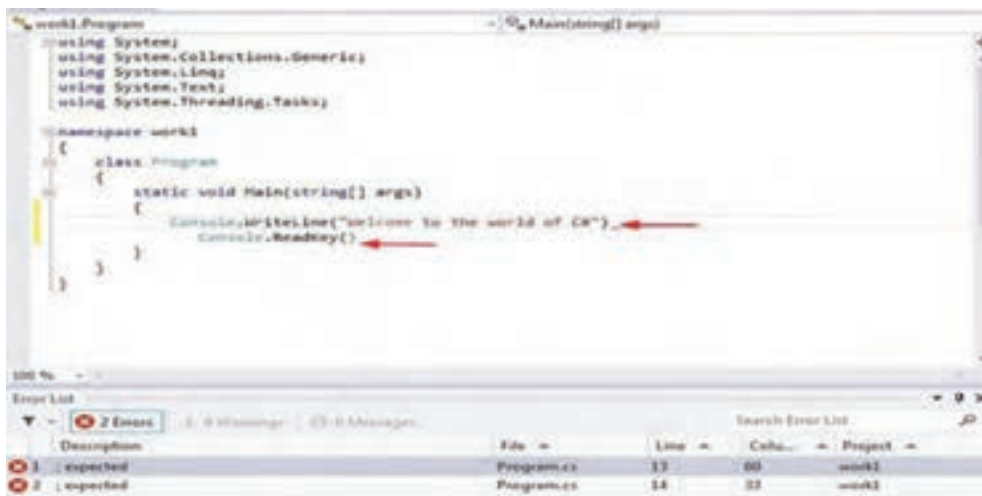 work1.Program Main(string[] args)
using System;
using System.Collections.Generic;
using System.Linq;
using System.Text;
using System.Threading.Tasks;
namespace work1
{
class Program
{
static void Main(string[] args)
{
Console.WriteLine("Welcome to the world of C#")
Console.ReadKey()
}
}
}
100 %
Error List
2 Errors 0 Warnings 0 Messages Search Error List
Description File Line Colu... Project
1 ; expected Program.cs 13 60 work1
2 ; expected Program.cs 14 33 work1